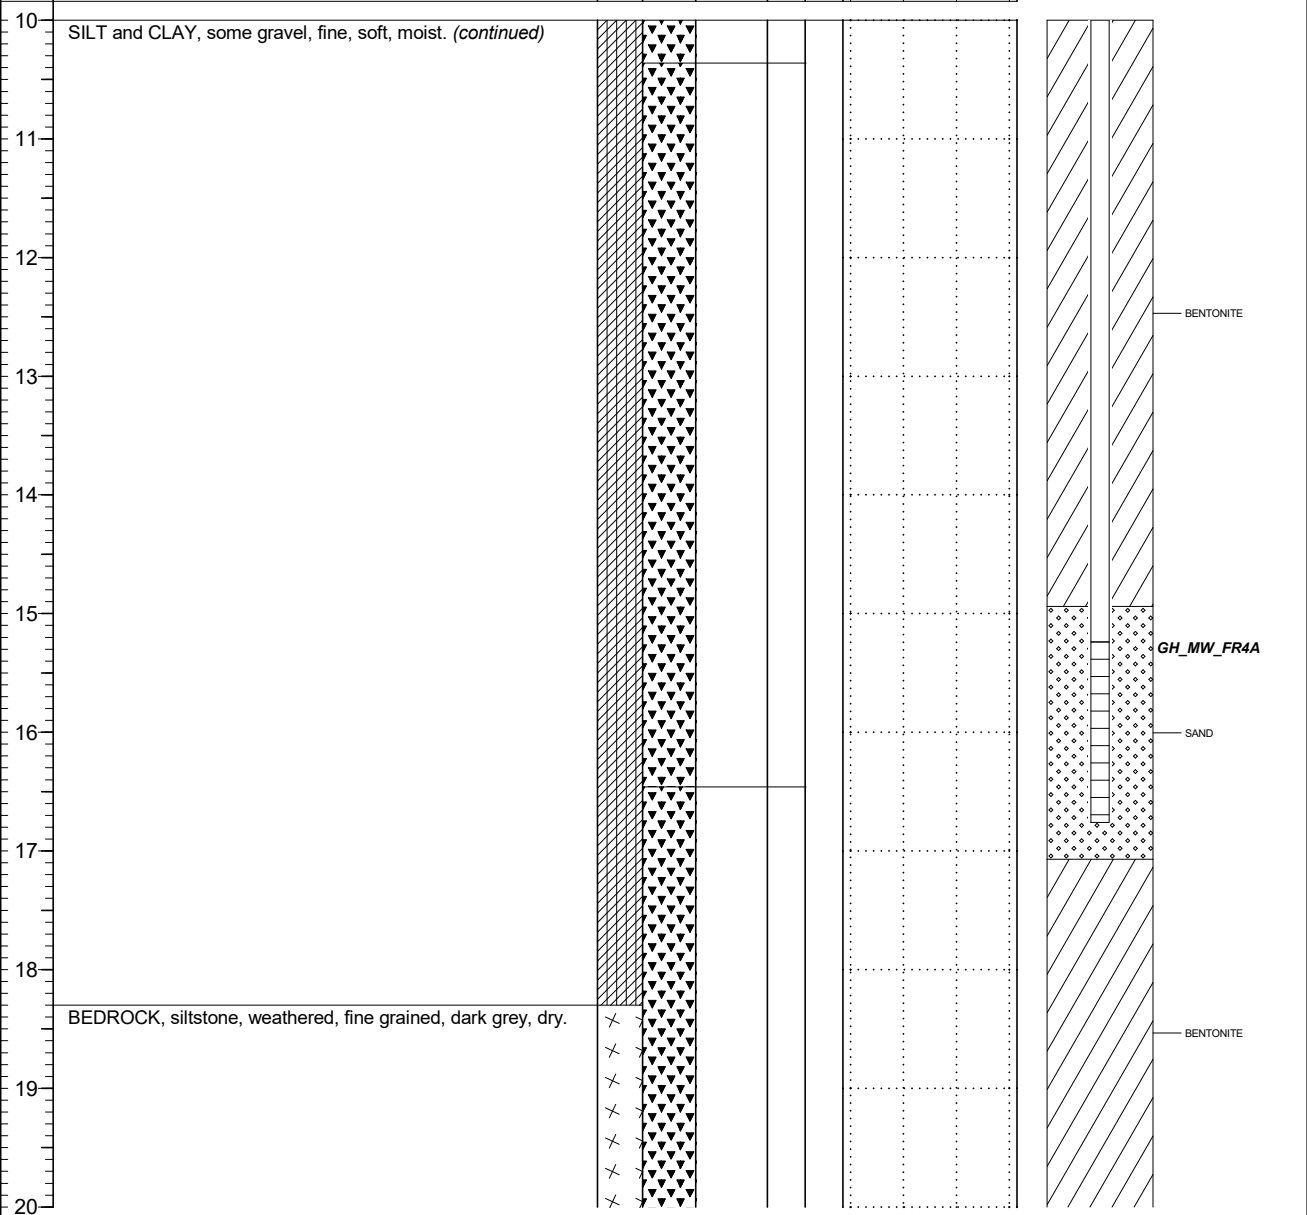 10
SILT and CLAY, some gravel, fine, soft, moist. (continued)
11
12
BENTONITE
13
14
15
GH_MW_FR4A
16
SAND
17
18
BEDROCK, siltstone, weathered, fine grained, dark grey, dry.
BENTONITE
19
20